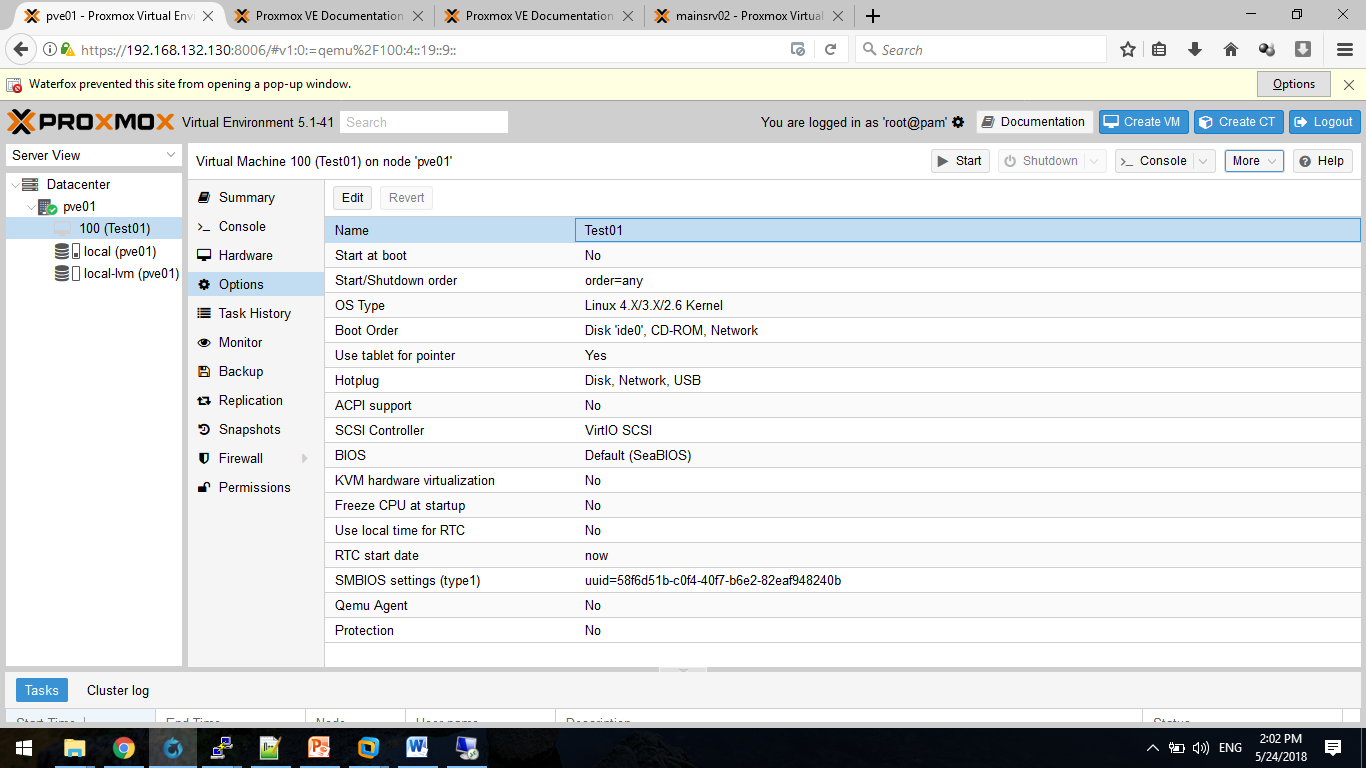 pve01 - Proxmox Virtual Envi
Proxmox VE Documentation
Proxmox VE Documentation
mainsrv02 - Proxmox Virtual
https://192.168.132.130:8006/#v1:0:=qemu%2F100:4::19::9::
Search
Waterfox prevented this site from opening a pop-up window.
Options
PROXMOX Virtual Environment 5.1-41
Search
You are logged in as 'root@pam'
Documentation
Create VM
Create CT
Logout
Server View
Datacenter
pve01
100 (Test01)
local (pve01)
local-lvm (pve01)
Virtual Machine 100 (Test01) on node 'pve01'
Start
Shutdown
Console
More
Help
Summary
Console
Hardware
Options
Task History
Monitor
Backup
Replication
Snapshots
Firewall
Permissions
Edit
Revert
Name Test01
Start at boot No
Start/Shutdown order order=any
OS Type Linux 4.X/3.X/2.6 Kernel
Boot Order Disk 'ide0', CD-ROM, Network
Use tablet for pointer Yes
Hotplug Disk, Network, USB
ACPI support No
SCSI Controller VirtIO SCSI
BIOS Default (SeaBIOS)
KVM hardware virtualization No
Freeze CPU at startup No
Use local time for RTC No
RTC start date now
SMBIOS settings (type1) uuid=58f6d51b-c0f4-40f7-b6e2-82eaf948240b
Qemu Agent No
Protection No
Tasks
Cluster log
Start Time
End Time
Node
User name
Description
Status
ENG
2:02 PM
5/24/2018